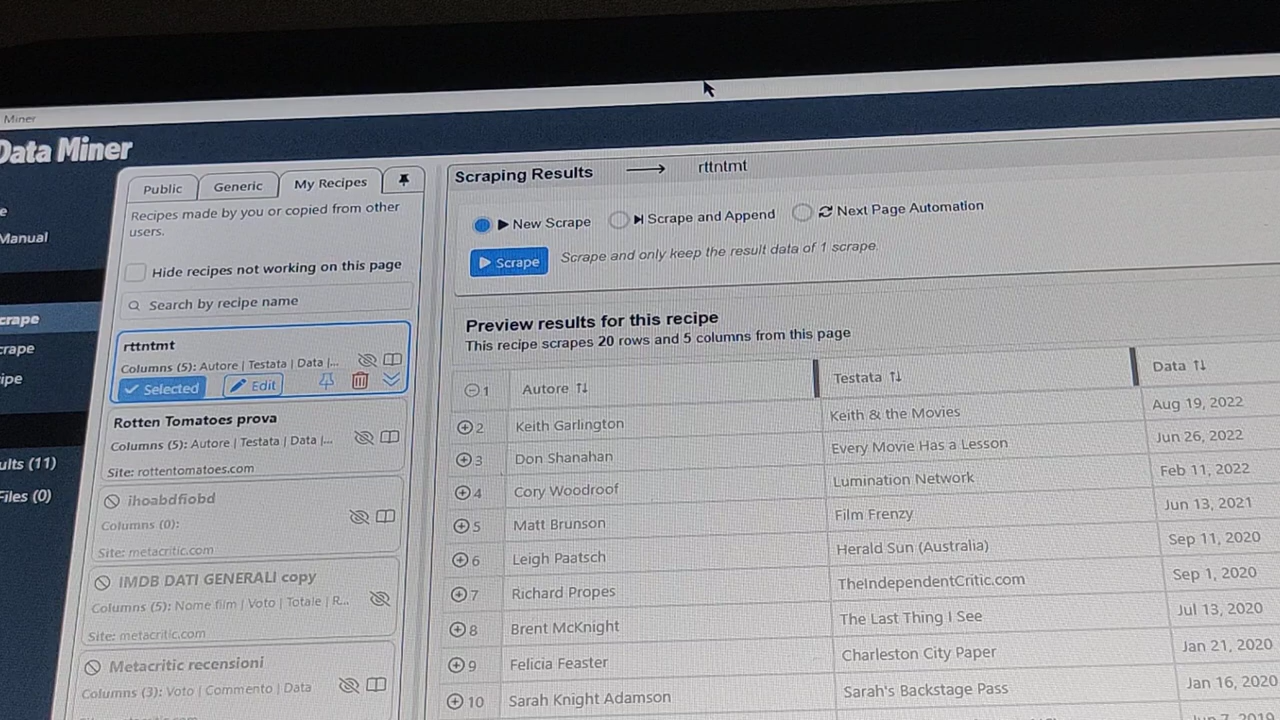 Miner
Data Miner
e
Manual
crape
crape
ipe
ults (11)
Files (0)
Public
Generic
My Recipes
Recipes made by you or copied from other
users.
Hide recipes not working on this page
Search by recipe name
rttntmt
Columns (5): Autore | Testata | Data |...
Selected
Edit
Rotten Tomatoes prova
Columns (5): Autore | Testata | Data |...
Site: rottentomatoes.com
ihoabdfiobd
Columns (0):
Site: metacritic.com
IMDB DATI GENERALI copy
Columns (5): Nome film | Voto | Totale | R...
Site: metacritic.com
Metacritic recensioni
Columns (3): Voto | Commento | Data
Scraping Results
rttntmt
New Scrape
Scrape and Append
Next Page Automation
Scrape
Scrape and only keep the result data of 1 scrape.
Preview results for this recipe
This recipe scrapes 20 rows and 5 columns from this page
1 Autore Testata Data
2 Keith Garlington Keith & the Movies Aug 19, 2022
3 Don Shanahan Every Movie Has a Lesson Jun 26, 2022
4 Cory Woodroof Lumination Network Feb 11, 2022
5 Matt Brunson Film Frenzy Jun 13, 2021
6 Leigh Paatsch Herald Sun (Australia) Sep 11, 2020
7 Richard Propes TheIndependentCritic.com Sep 1, 2020
8 Brent McKnight The Last Thing I See Jul 13, 2020
9 Felicia Feaster Charleston City Paper Jan 21, 2020
10 Sarah Knight Adamson Sarah's Backstage Pass Jan 16, 2020